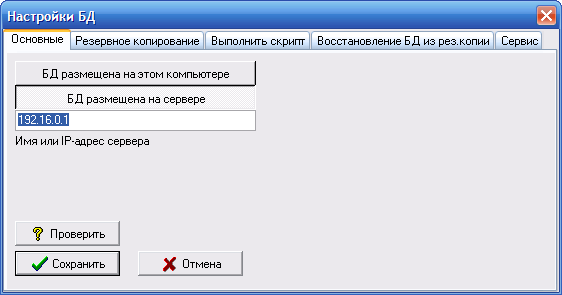 Настройки БД
Основные Резервное копирование Выполнить скрипт Восстановление БД из рез.копии Сервис
БД размещена на этом компьютере
БД размещена на сервере
192.16.0.1
Имя или IP-адрес сервера
Проверить
Сохранить Отмена